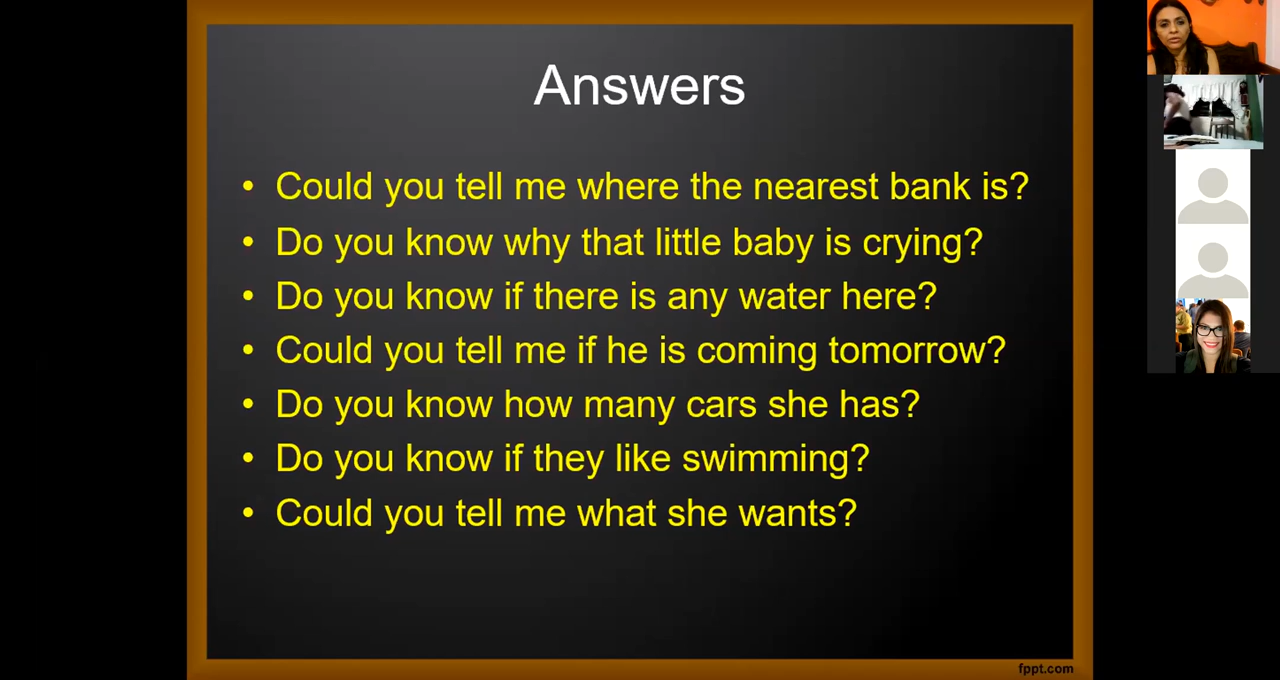 Answers
• Could you tell me where the nearest bank is?
• Do you know why that little baby is crying?
• Do you know if there is any water here?
• Could you tell me if he is coming tomorrow?
• Do you know how many cars she has?
• Do you know if they like swimming?
• Could you tell me what she wants?
fppt.com